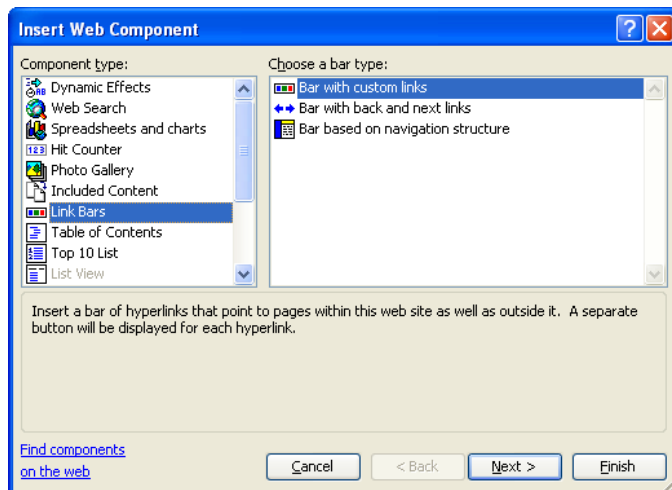 Insert Web Component
Component type:
Dynamic Effects
Web Search
Spreadsheets and charts
123 Hit Counter
Photo Gallery
Included Content
Link Bars
Table of Contents
Top 10 List
List View
Choose a bar type:
Bar with custom links
Bar with back and next links
Bar based on navigation structure
Insert a bar of hyperlinks that point to pages within this web site as well as outside it. A separate
button will be displayed for each hyperlink.
Find components
on the web
Cancel
< Back
Next >
Finish